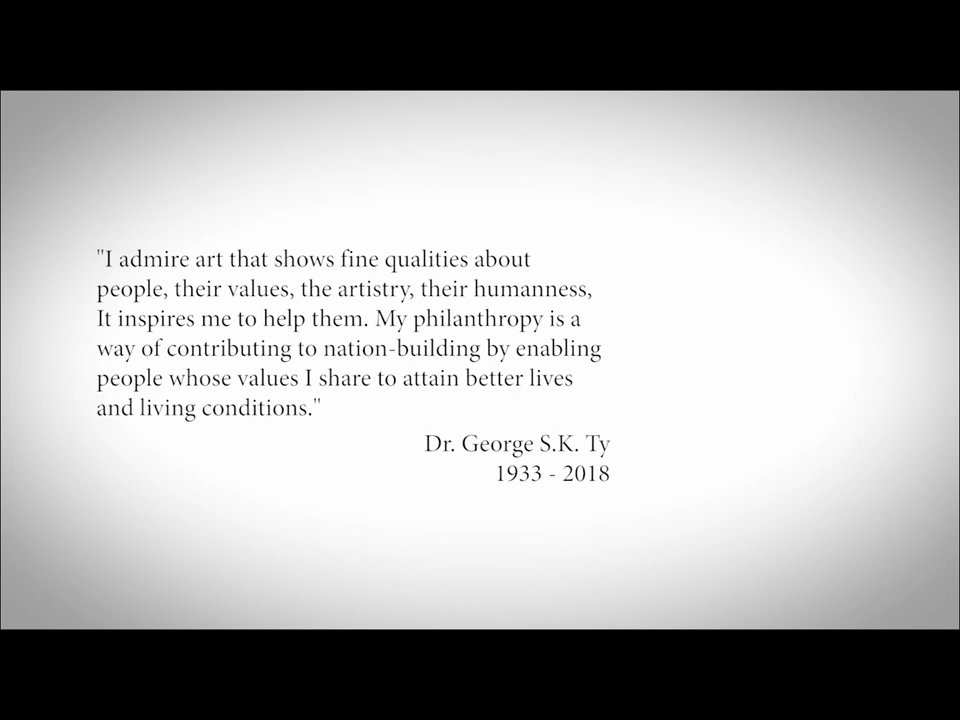 "I admire art that shows fine qualities about
people, their values, the artistry, their humanness,
It inspires me to help them. My philanthropy is a
way of contributing to nation-building by enabling
people whose values I share to attain better lives
and living conditions."
Dr. George S.K. Ty
1933 - 2018